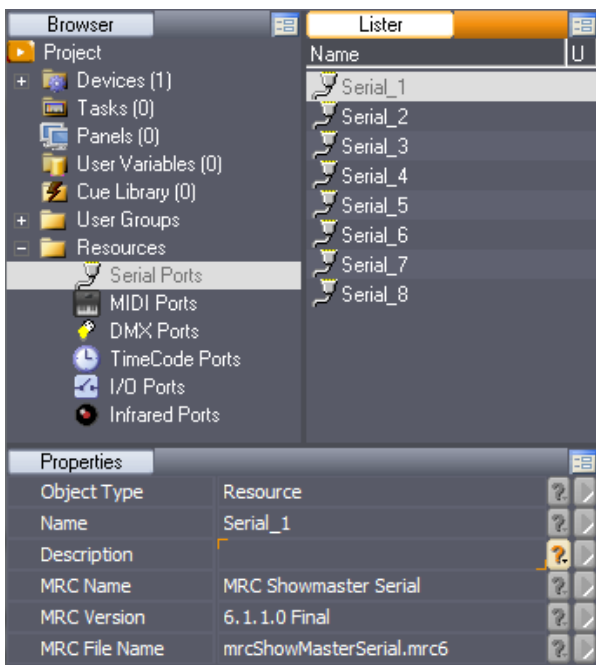 Browser
Project
Devices (1)
Tasks (0)
Panels (0)
User Variables (0)
Cue Library (0)
User Groups
Resources
Serial Ports
MIDI Ports
DMX Ports
TimeCode Ports
I/O Ports
Infrared Ports
Lister
Name U
Serial_1
Serial_2
Serial_3
Serial_4
Serial_5
Serial_6
Serial_7
Serial_8
Properties
Object Type Resource
Name Serial_1
Description
MRC Name MRC Showmaster Serial
MRC Version 6.1.1.0 Final
MRC File Name mrcShowMasterSerial.mrc6